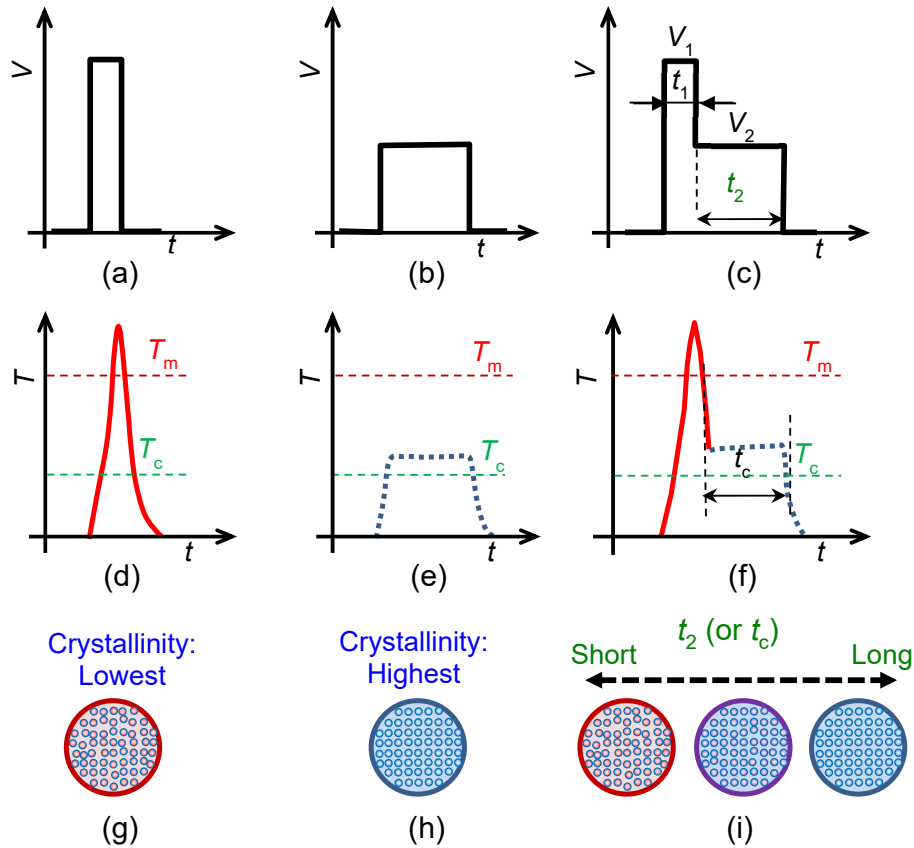 V
t
(a)
V
t
(b)
V
V1
t1
V2
t2
t
(c)
T
Tm
Tc
t
(d)
T
Tm
Tc
t
(e)
T
Tm
Tc
tc
t
(f)
Crystallinity:
Lowest
(g)
Crystallinity:
Highest
(h)
t2 (or tc)
Short Long
(i)